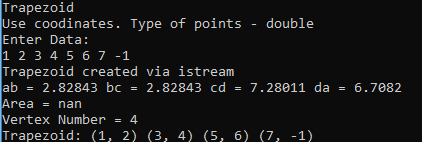 Trapezoid
Use coodinates. Type of points - double
Enter Data:
1 2 3 4 5 6 7 -1
Trapezoid created via istream
ab = 2.82843 bc = 2.82843 cd = 7.28011 da = 6.7082
Area = nan
Vertex Number = 4
Trapezoid: (1, 2) (3, 4) (5, 6) (7, -1)